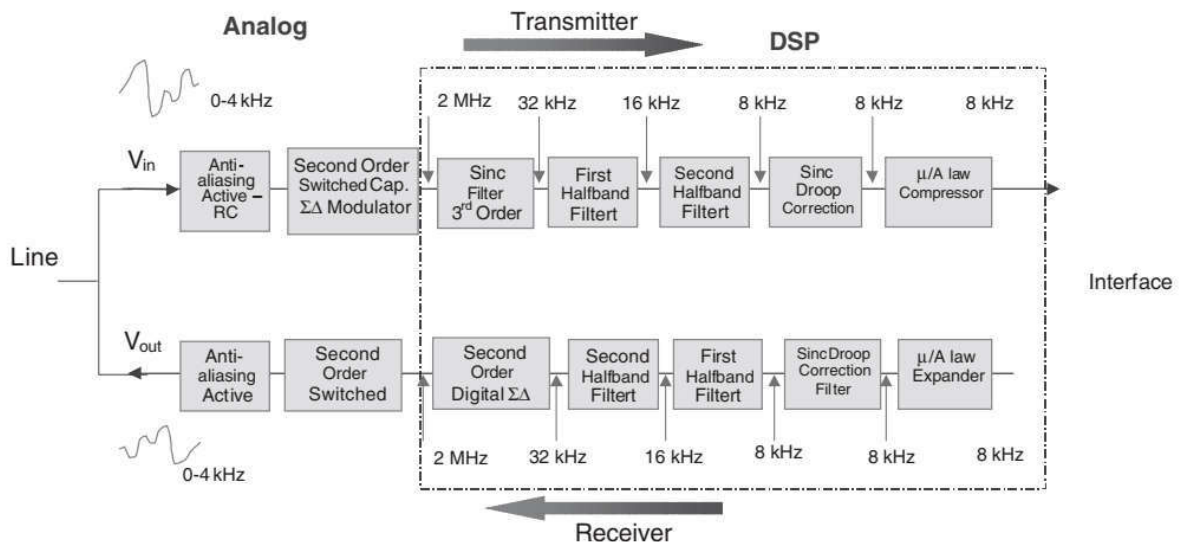 Analog
Transmitter
DSP
0-4 kHz
2 MHz
32 kHz
16 kHz
8 kHz
8 kHz
8 kHz
Vin
Anti-
aliasing
Active –
RC
Second Order
Switched Cap.
ΣΔ Modulator
Sinc
Filter
3rd Order
First
Halfband
Filtert
Second
Halfband
Filtert
Sinc
Droop
Correction
μ/A law
Compressor
Line
Interface
Vout
Anti-
aliasing
Active
Second
Order
Switched
Second
Order
Digital ΣΔ
Second
Halfband
Filtert
First
Halfband
Filtert
Sinc Droop
Correction
Filter
μ/A law
Expander
0-4 kHz
2 MHz
32 kHz
16 kHz
8 kHz
8 kHz
8 kHz
Receiver